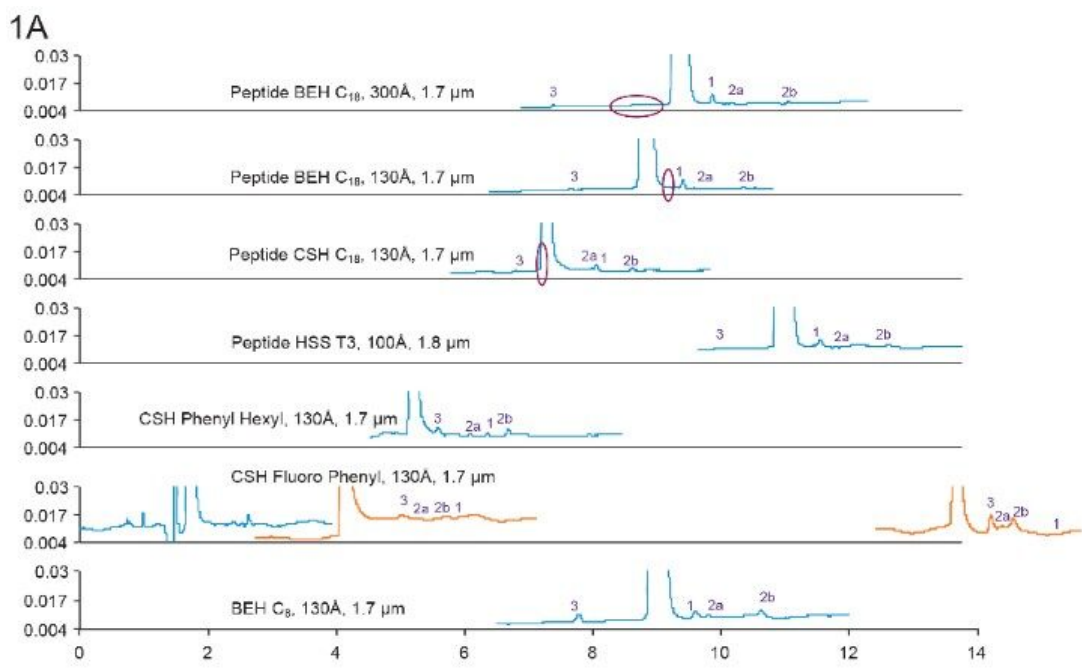 1A
0.03
0.017
0.004
Peptide BEH C₁₈, 300Å, 1.7 µm
3
1
2a
2b
0.03
0.017
0.004
Peptide BEH C₁₈, 130Å, 1.7 µm
3
1
2a
2b
0.03
0.017
0.004
Peptide CSH C₁₈, 130Å, 1.7 µm
3
2a
1
2b
0.03
0.017
0.004
Peptide HSS T3, 100Å, 1.8 µm
3
1
2a
2b
0.03
0.017
0.004
CSH Phenyl Hexyl, 130Å, 1.7 µm
3
2a
1
2b
CSH Fluoro Phenyl, 130Å, 1.7 µm
0.03
0.017
0.004
3
2a
2b
1
3
2a
2b
1
0.03
0.017
0.004
BEH C₈, 130Å, 1.7 µm
3
1
2a
2b
0 2 4 6 8 10 12 14